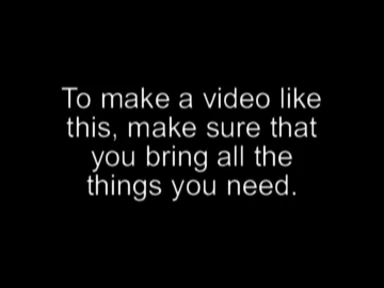 To make a video like
this, make sure that
you bring all the
things you need.